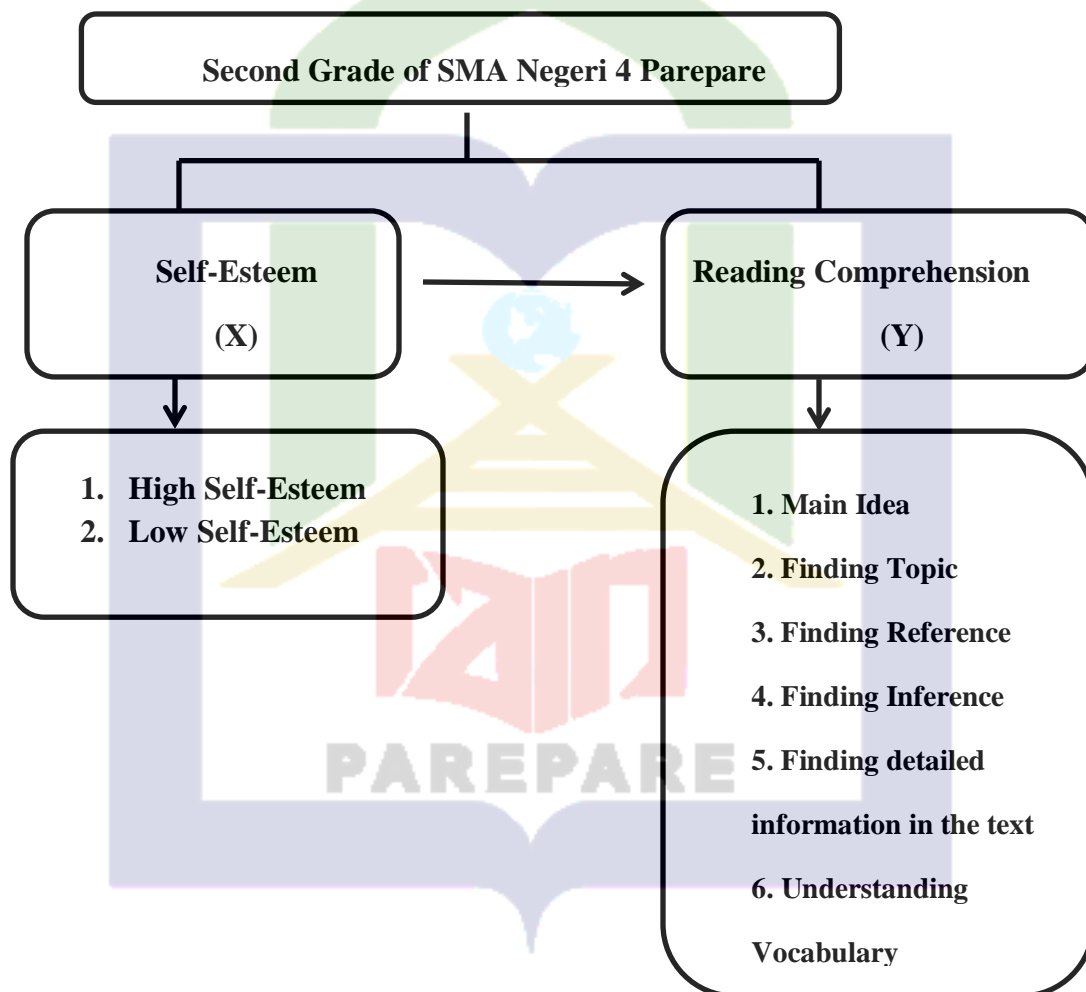 Second Grade of SMA Negeri 4 Parepare
Self-Esteem
(X)
Reading Comprehension
(Y)
1. High Self-Esteem
2. Low Self-Esteem
1. Main Idea
2. Finding Topic
3. Finding Reference
4. Finding Inference
5. Finding detailed
information in the text
6. Understanding
Vocabulary
iain
PAREPARE